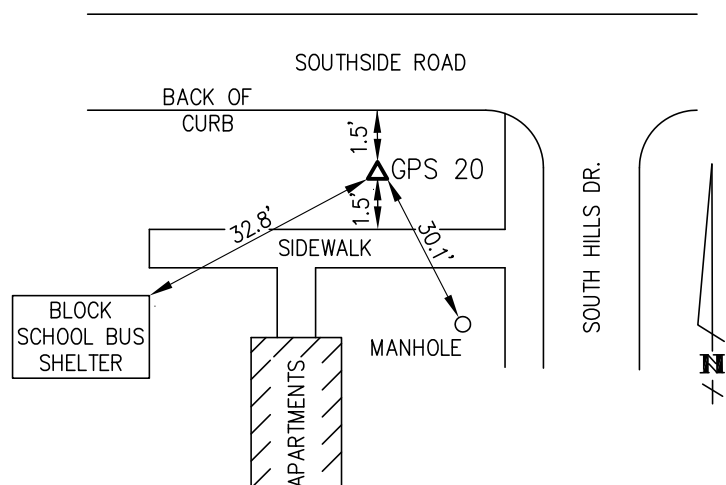 SOUTHSIDE ROAD
BACK OF
CURB
1.5'
GPS 20
1.5'
32.8'
30.1'
SIDEWALK
SOUTH HILLS DR.
BLOCK
SCHOOL BUS
SHELTER
MANHOLE
APARTMENTS
N